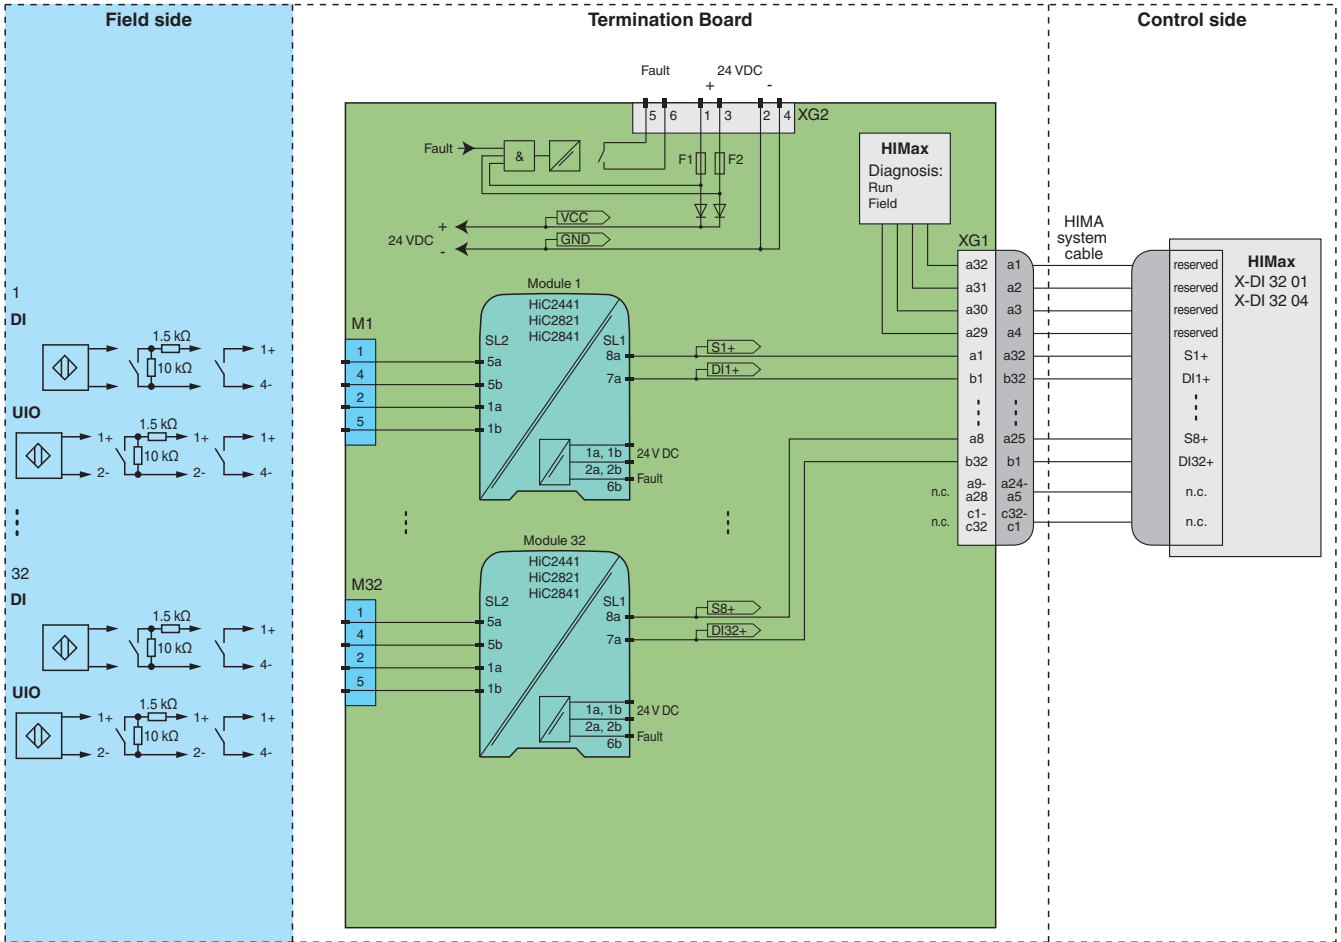 Field side
Termination Board
Control side
Fault
24 VDC
+
-
5
6
1
3
2
4
XG2
Fault
&
F1
F2
VCC
GND
24 VDC
+
-
HIMax
Diagnosis:
Run
Field
HIMA
system
cable
XG1
a32
a1
a31
a2
a30
a3
a29
a4
a1
a32
b1
b32
a8
a25
b32
b1
n.c.
a9-
a28
a24-
a5
n.c.
c1-
c32
c32-
c1
reserved
reserved
reserved
reserved
S1+
DI1+
S8+
DI32+
n.c.
n.c.
HIMax
X-DI 32 01
X-DI 32 04
1
DI
1.5 kΩ
10 kΩ
1+
4-
UIO
1+
2-
1.5 kΩ
10 kΩ
1+
2-
1+
4-
M1
1
4
2
5
Module 1
HiC2441
HiC2821
HiC2841
SL2
5a
5b
1a
1b
SL1
8a
7a
S1+
DI1+
1a, 1b
2a, 2b
6b
24 V DC
Fault
32
DI
1.5 kΩ
10 kΩ
1+
4-
UIO
1+
2-
1.5 kΩ
10 kΩ
1+
2-
1+
4-
M32
1
4
2
5
Module 32
HiC2441
HiC2821
HiC2841
SL2
5a
5b
1a
1b
SL1
8a
7a
S8+
DI32+
1a, 1b
2a, 2b
6b
24 V DC
Fault